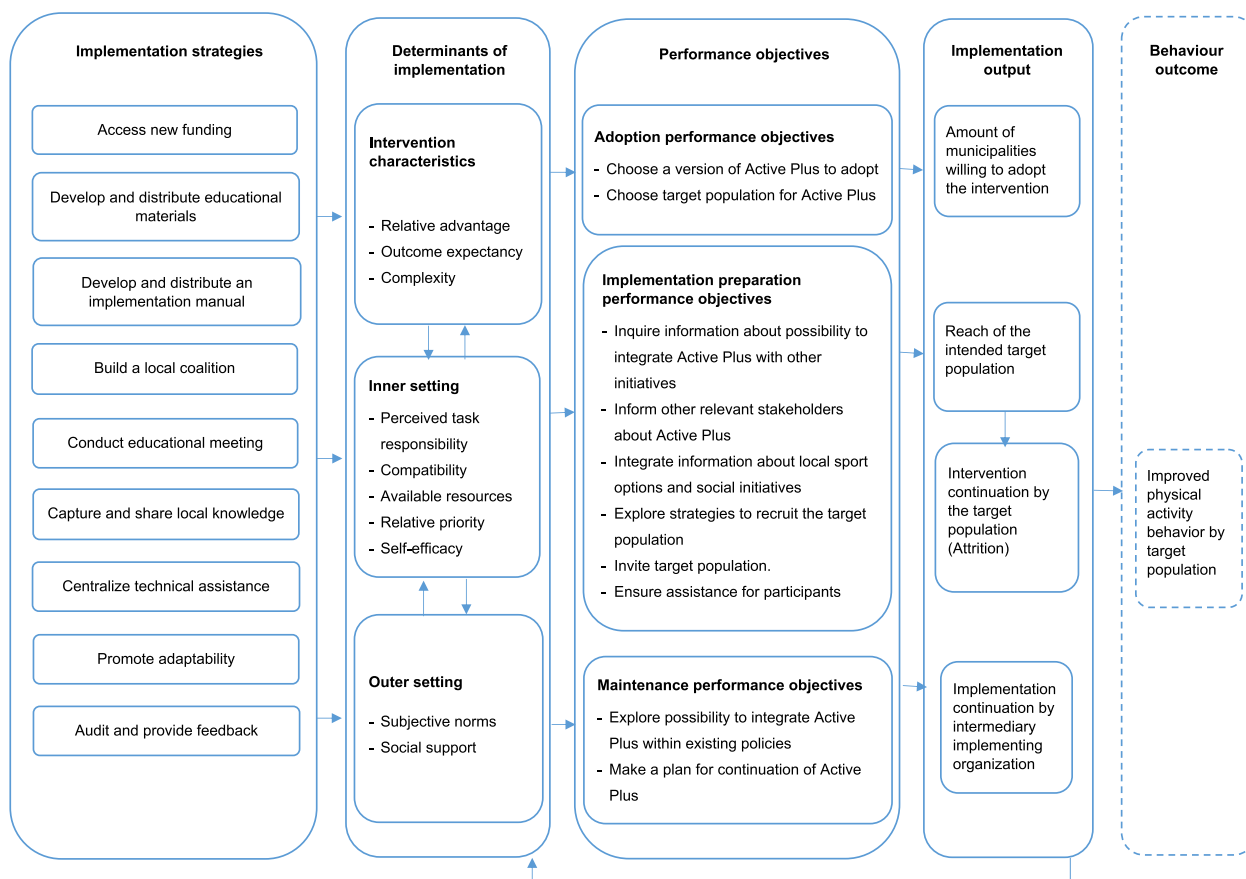 Implementation strategies
Access new funding
Develop and distribute educational
materials
Develop and distribute an
implementation manual
Build a local coalition
Conduct educational meeting
Capture and share local knowledge
Centralize technical assistance
Promote adaptability
Audit and provide feedback
Determinants of
implementation
Intervention
characteristics
- Relative advantage
- Outcome expectancy
- Complexity
Inner setting
- Perceived task
responsibility
- Compatibility
- Available resources
- Relative priority
- Self-efficacy
Outer setting
- Subjective norms
- Social support
Performance objectives
Adoption performance objectives
- Choose a version of Active Plus to adopt
- Choose target population for Active Plus
Implementation preparation
performance objectives
- Inquire information about possibility to
integrate Active Plus with other
initiatives
- Inform other relevant stakeholders
about Active Plus
- Integrate information about local sport
options and social initiatives
- Explore strategies to recruit the target
population
- Invite target population.
- Ensure assistance for participants
Maintenance performance objectives
- Explore possibility to integrate Active
Plus within existing policies
- Make a plan for continuation of Active
Plus
Implementation
output
Amount of
municipalities
willing to adopt
the intervention
Reach of the
intended target
population
Intervention
continuation by
the target
population
(Attrition)
Implementation
continuation by
intermediary
implementing
organization
Behaviour
outcome
Improved
physical
activity
behavior by
target
population